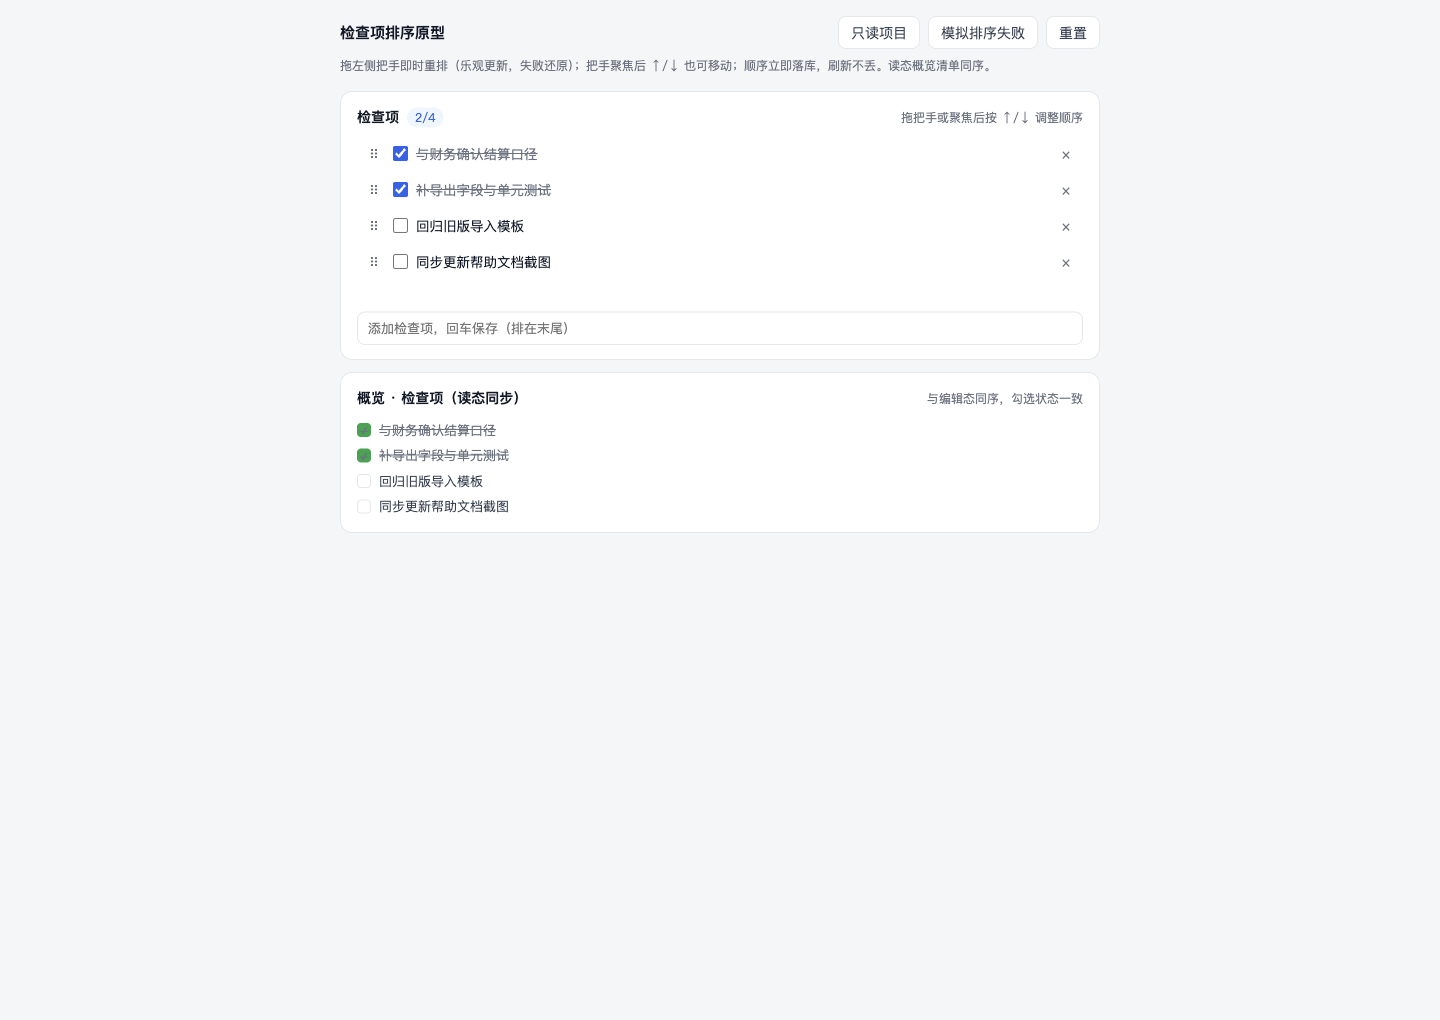 检查项排序原型
只读项目 模拟排序失败 重置
拖左侧把手即时重排（乐观更新，失败还原）；把手聚焦后 ↑/↓ 也可移动；顺序立即落库，刷新不丢。读态概览清单同序。
检查项 2/4 拖把手或聚焦后按 ↑/↓ 调整顺序
与财务确认结算口径 ×
补导出字段与单元测试 ×
回归旧版导入模板 ×
同步更新帮助文档截图 ×
添加检查项，回车保存（排在末尾）
概览 · 检查项（读态同步） 与编辑态同序，勾选状态一致
与财务确认结算口径
补导出字段与单元测试
回归旧版导入模板
同步更新帮助文档截图